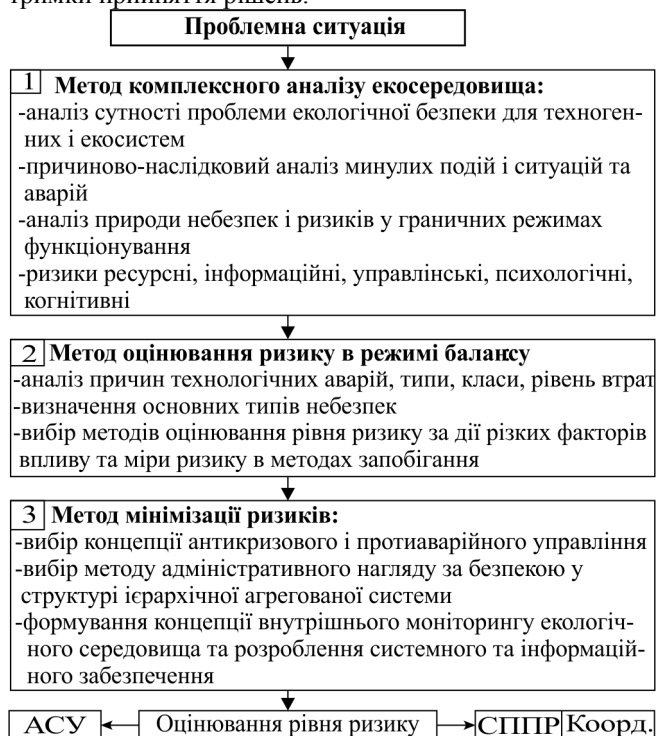 тримки прийняття рішень.
Проблемна ситуація
1 Метод комплексного аналізу екосередовища:
-аналіз сутності проблеми екологічної безпеки для техноген-
них і екосистем
-причиново-наслідковий аналіз минулих подій і ситуацій та
аварій
-аналіз природи небезпек і ризиків у граничних режимах
функціонування
-ризики ресурсні, інформаційні, управлінські, психологічні,
когнітивні
2 Метод оцінювання ризику в режимі балансу
-аналіз причин технологічних аварій, типи, класи, рівень втрат
-визначення основних типів небезпек
-вибір методів оцінювання рівня ризику за дії різких факторів
впливу та міри ризику в методах запобігання
3 Метод мінімізації ризиків:
-вибір концепції антикризового і протиаварійного управління
-вибір методу адміністративного нагляду за безпекою у
структурі ієрархічної агрегованої системи
-формування концепції внутрішнього моніторингу екологіч-
ного середовища та розроблення системного та інформацій-
ного забезпечення
АСУ Оцінювання рівня ризику СППР Коорд.